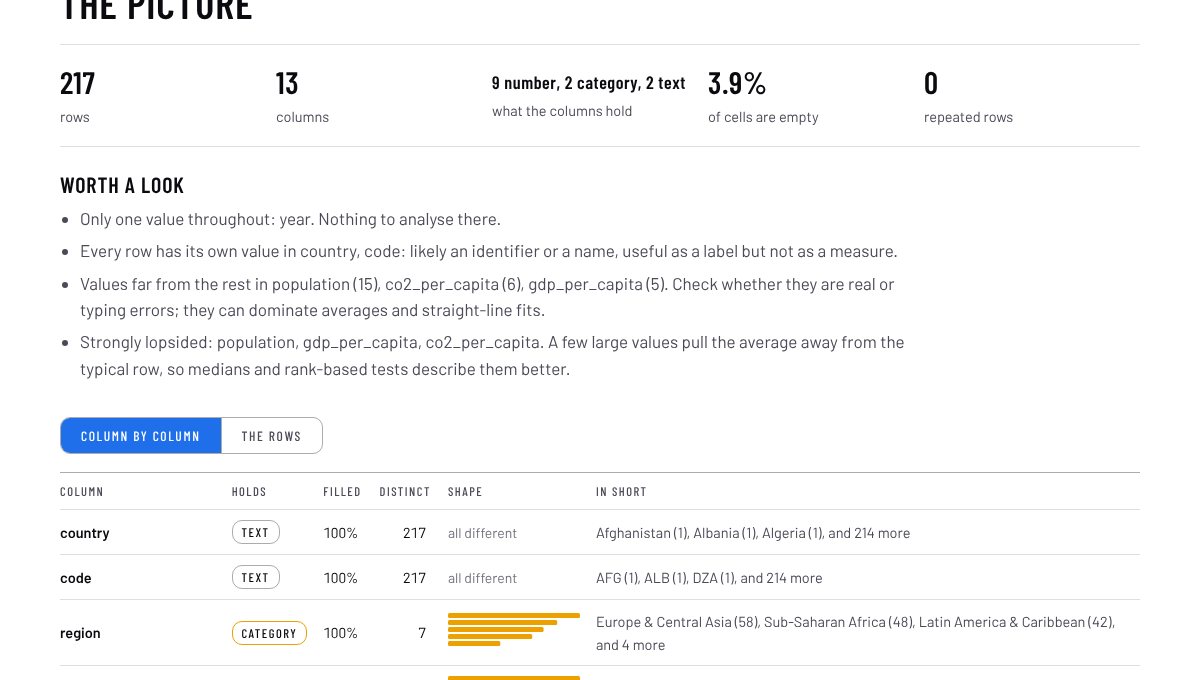 THE PICTURE
217
rows
13
columns
9 number, 2 category, 2 text
what the columns hold
3.9%
of cells are empty
0
repeated rows
WORTH A LOOK
Only one value throughout: year. Nothing to analyse there.
Every row has its own value in country, code: likely an identifier or a name, useful as a label but not as a measure.
Values far from the rest in population (15), co2_per_capita (6), gdp_per_capita (5). Check whether they are real or
typing errors; they can dominate averages and straight-line fits.
Strongly lopsided: population, gdp_per_capita, co2_per_capita. A few large values pull the average away from the
typical row, so medians and rank-based tests describe them better.
COLUMN BY COLUMN THE ROWS
COLUMN HOLDS FILLED DISTINCT SHAPE IN SHORT
country TEXT 100% 217 all different Afghanistan (1), Albania (1), Algeria (1), and 214 more
code TEXT 100% 217 all different AFG (1), ALB (1), DZA (1), and 214 more
region CATEGORY 100% 7 Europe & Central Asia (58), Sub-Saharan Africa (48), Latin America & Caribbean (42),
and 4 more